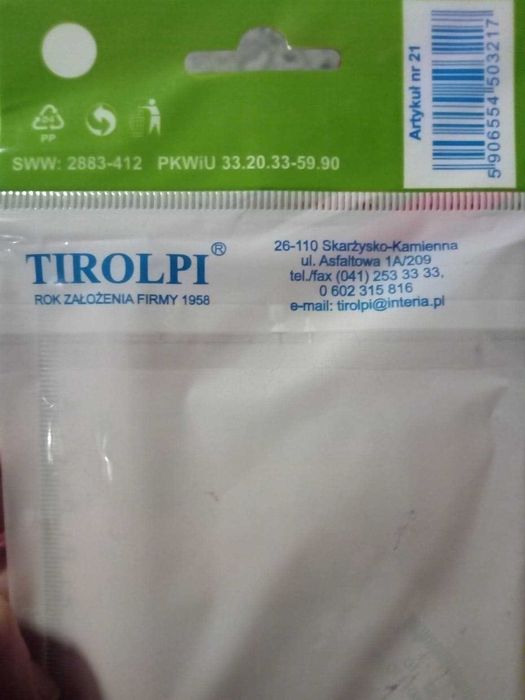 Artykuł nr 21
5 906554 503217
04
PP
SWW: 2883-412 PKWiU 33.20.33-59.90
TIROLPI®
ROK ZAŁOŻENIA FIRMY 1958
26-110 Skarżysko-Kamienna
ul. Asfaltowa 1A/209
tel./fax (041) 253 33 33,
0 602 315 816
e-mail: tirolpi@interia.pl